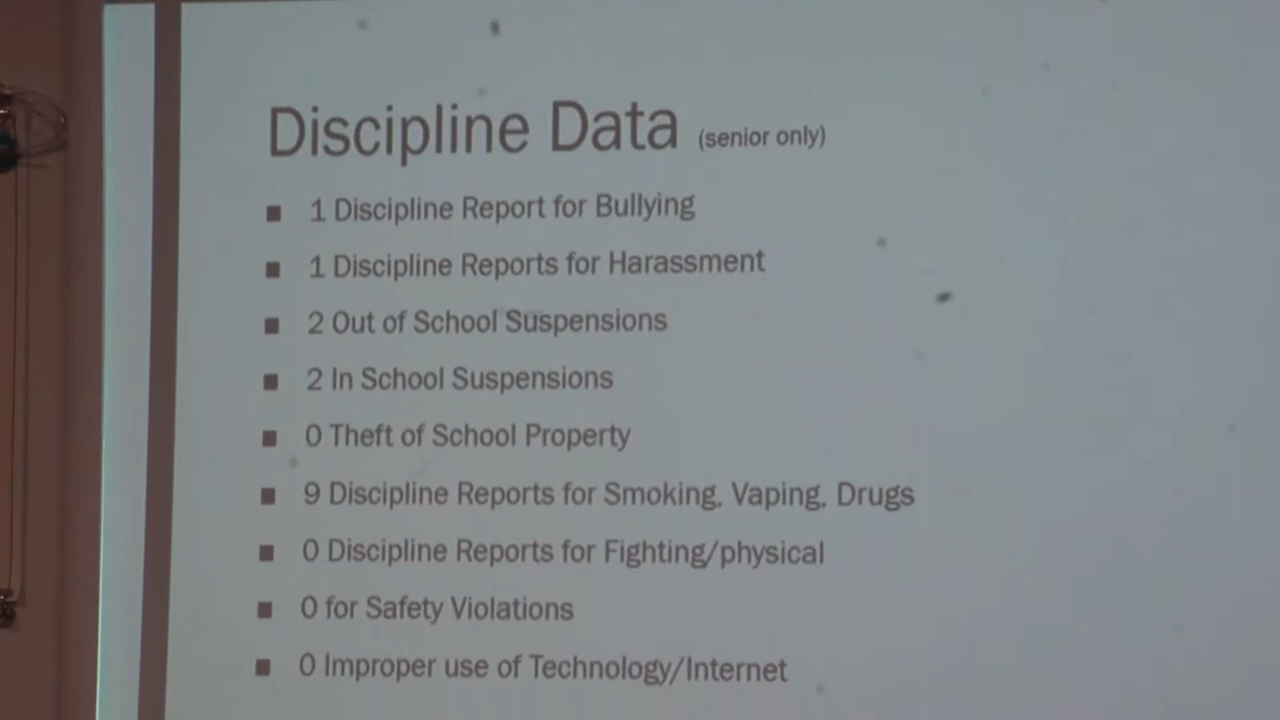 Discipline Data (senior only)
■ 1 Discipline Report for Bullying
■ 1 Discipline Reports for Harassment
■ 2 Out of School Suspensions
■ 2 In School Suspensions
■ 0 Theft of School Property
■ 9 Discipline Reports for Smoking, Vaping, Drugs
■ 0 Discipline Reports for Fighting/physical
■ 0 for Safety Violations
■ 0 Improper use of Technology/Internet